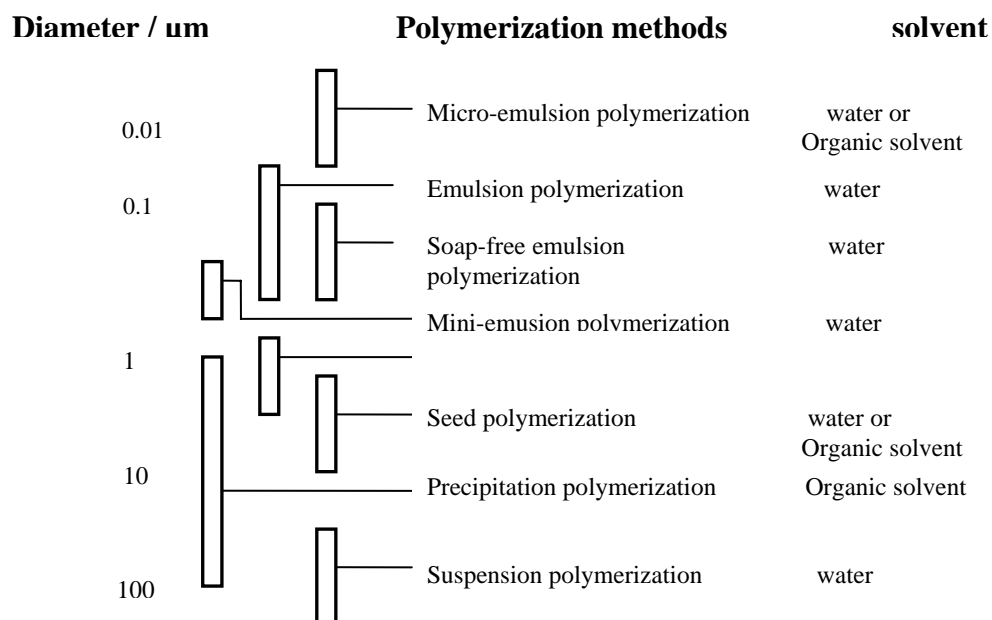 Diameter / μm Polymerization methods solvent
0.01 Micro-emulsion polymerization water or
Organic solvent
Emulsion polymerization water
0.1
Soap-free emulsion water
polymerization
Mini-emusion polymerization water
1
Seed polymerization water or
Organic solvent
10 Precipitation polymerization Organic solvent
Suspension polymerization water
100